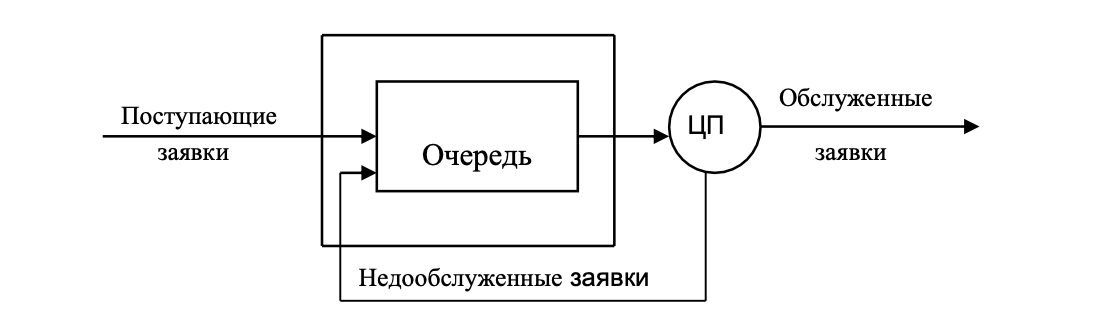 Поступающие
заявки
Очередь
ЦП
Обслуженные
заявки
Недообслуженные заявки